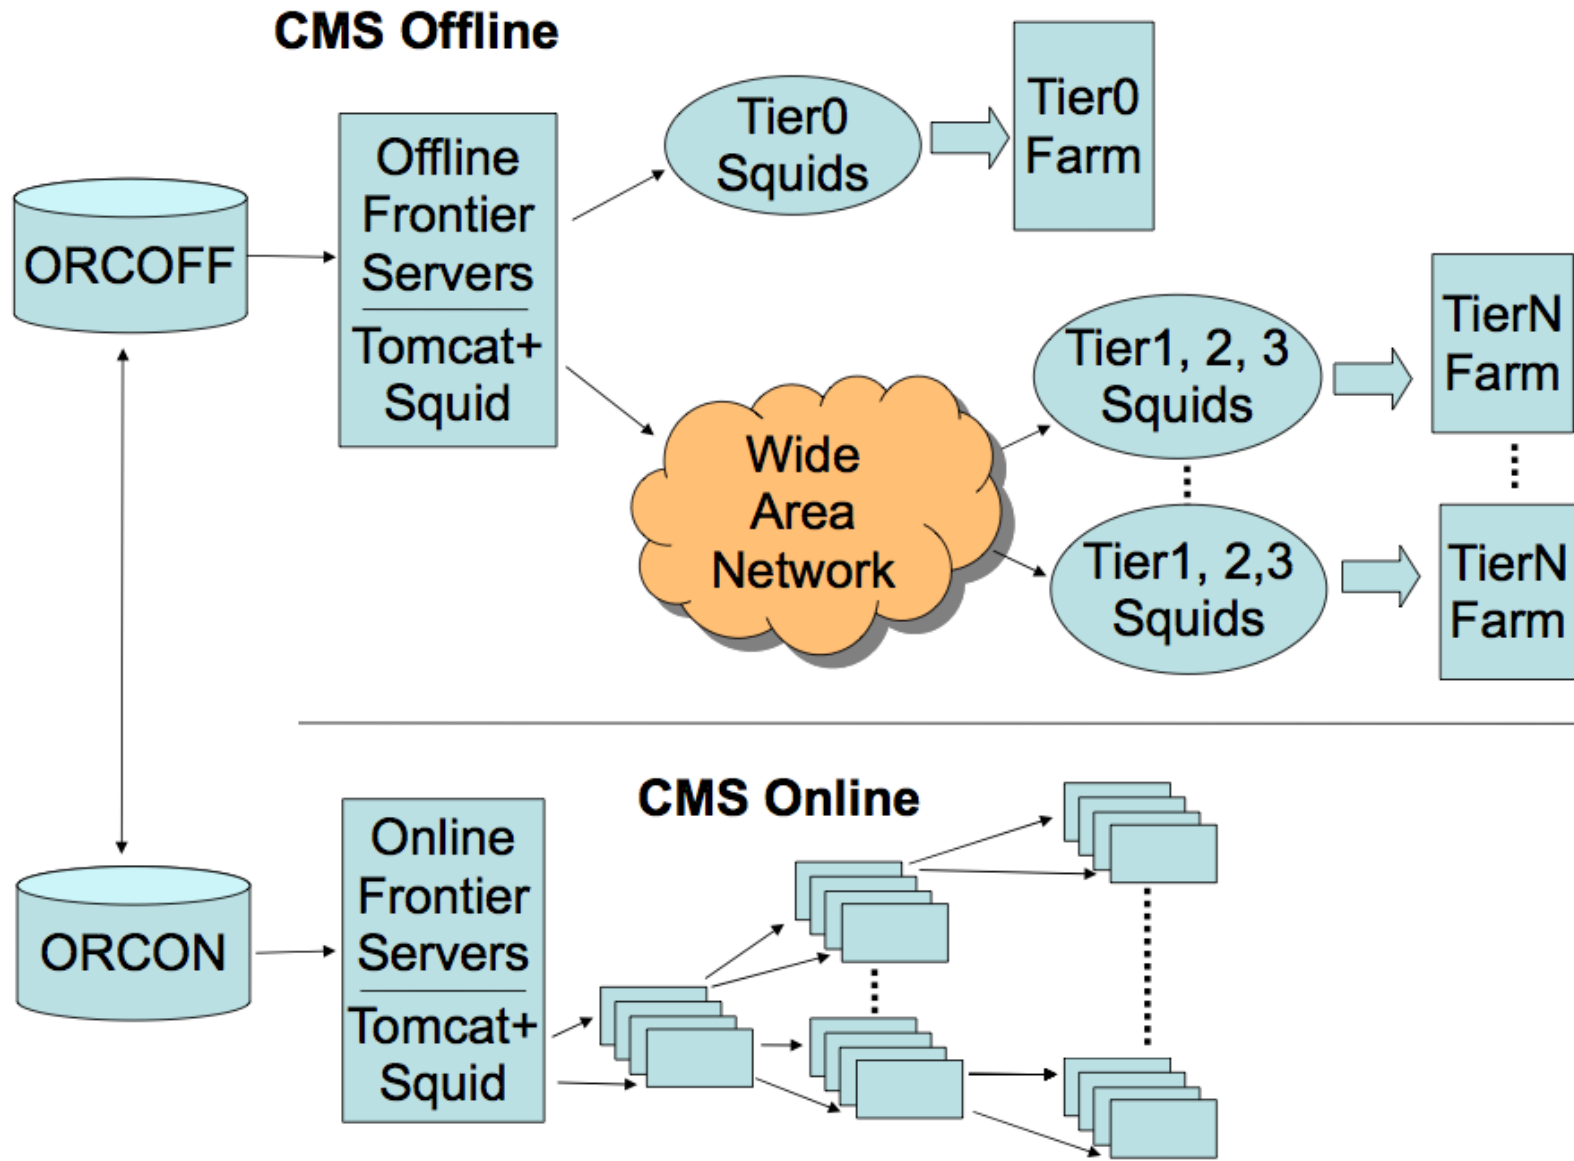 CMS Offline
ORCOFF
Offline
Frontier
Servers
Tomcat+
Squid
Tier0
Squids
Tier0
Farm
Wide
Area
Network
Tier1, 2, 3
Squids
TierN
Farm
Tier1, 2,3
Squids
TierN
Farm
CMS Online
ORCON
Online
Frontier
Servers
Tomcat+
Squid